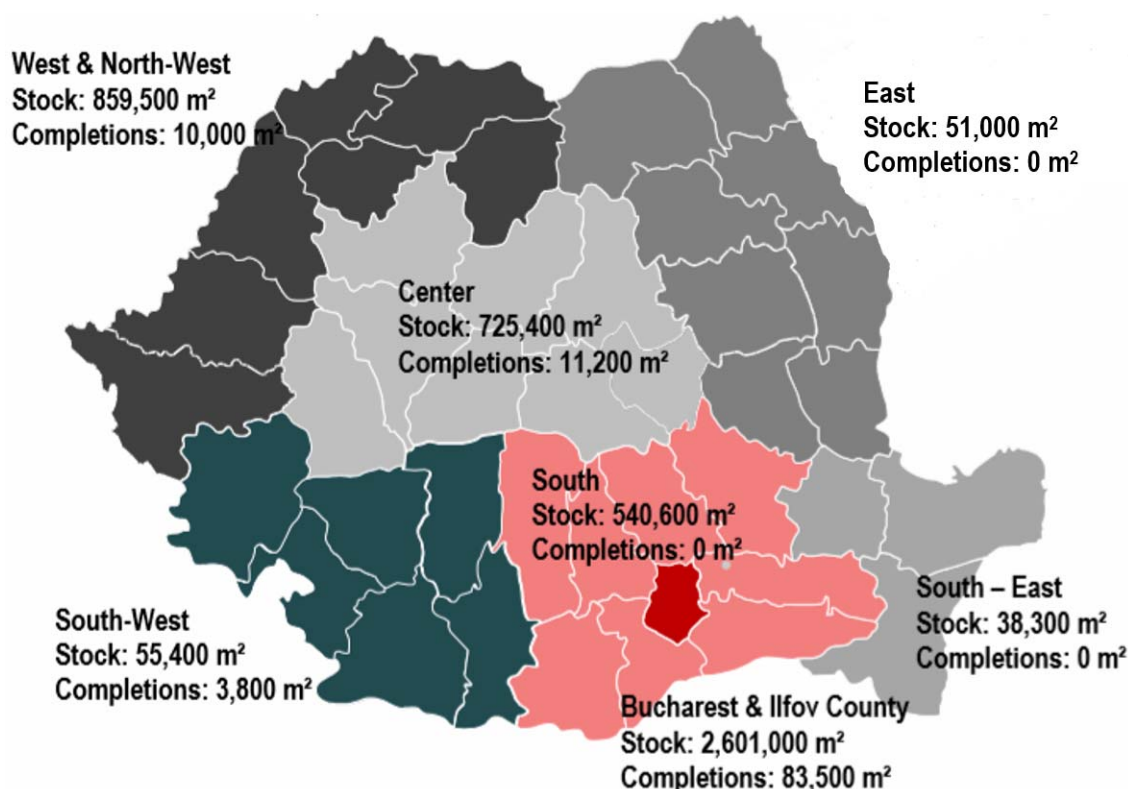 West & North-West
Stock: 859,500 m²
Completions: 10,000 m²
East
Stock: 51,000 m²
Completions: 0 m²
Center
Stock: 725,400 m²
Completions: 11,200 m²
South
Stock: 540,600 m²
Completions: 0 m²
South – East
Stock: 38,300 m²
Completions: 0 m²
South-West
Stock: 55,400 m²
Completions: 3,800 m²
Bucharest & Ilfov County
Stock: 2,601,000 m²
Completions: 83,500 m²